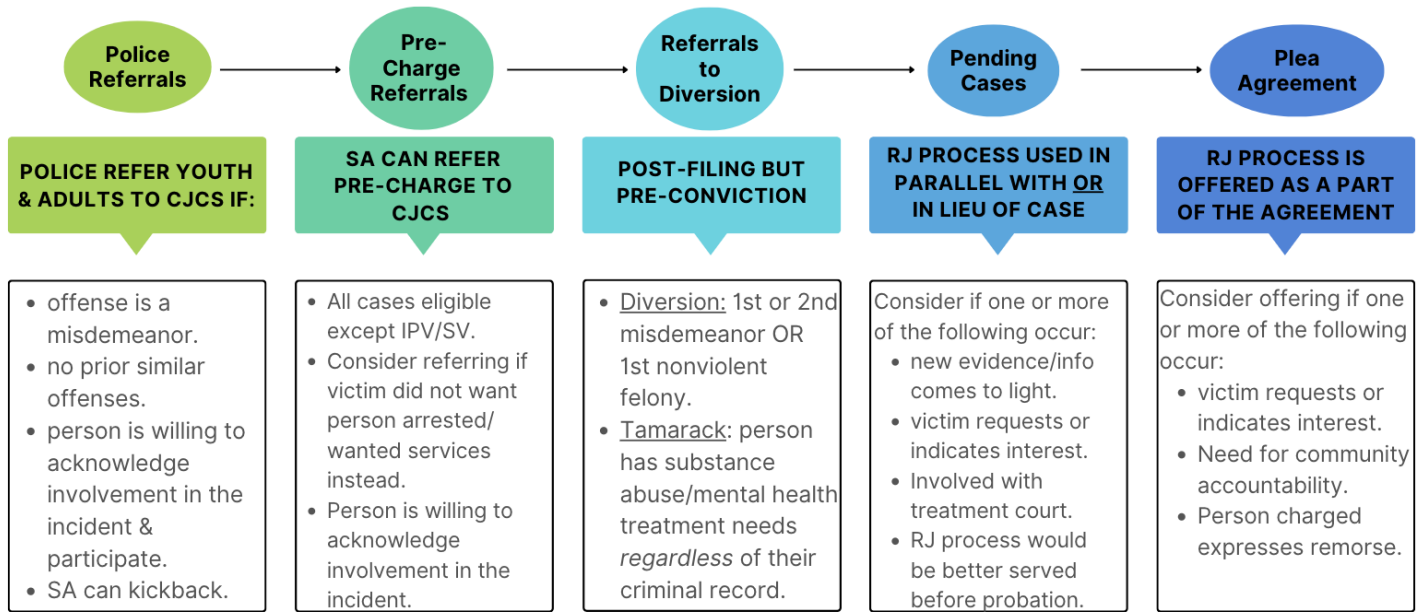 Police
Referrals
Pre-
Charge
Referrals
Referrals
to
Diversion
Pending
Cases
Plea
Agreement
POLICE REFER YOUTH
& ADULTS TO CJCS IF:
SA CAN REFER
PRE-CHARGE TO
CJCS
POST-FILING BUT
PRE-CONVICTION
RJ PROCESS USED IN
PARALLEL WITH OR
IN LIEU OF CASE
RJ PROCESS IS
OFFERED AS A PART
OF THE AGREEMENT
• offense is a
misdemeanor.
• no prior similar
offenses.
• person is willing to
acknowledge
involvement in the
incident &
participate.
• SA can kickback.
• All cases eligible
except IPV/SV.
• Consider referring if
victim did not want
person arrested/
wanted services
instead.
• Person is willing to
acknowledge
involvement in the
incident.
• Diversion: 1st or 2nd
misdemeanor OR
1st nonviolent
felony.
• Tamarack: person
has substance
abuse/mental health
treatment needs
regardless of their
criminal record.
Consider if one or more
of the following occur:
• new evidence/info
comes to light.
• victim requests or
indicates interest.
• Involved with
treatment court.
• RJ process would
be better served
before probation.
Consider offering if one
or more of the following
occur:
• victim requests or
indicates interest.
• Need for community
accountability.
• Person charged
expresses remorse.